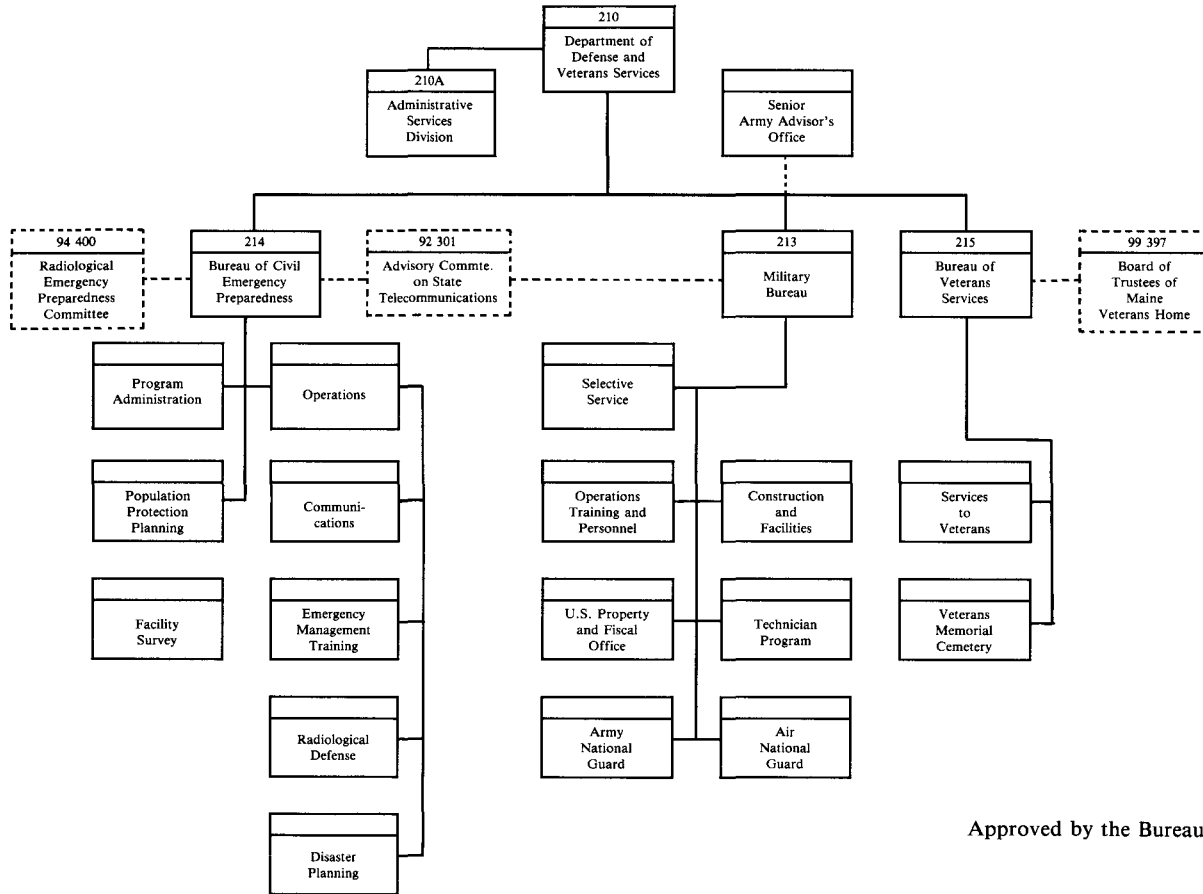 210
Department of
Defense and
Veterans Services
210A
Administrative
Services
Division
Senior
Army Advisor's
Office
94 400
Radiological
Emergency
Preparedness
Committee
214
Bureau of Civil
Emergency
Preparedness
92 301
Advisory Commte.
on State
Telecommunications
213
Military
Bureau
215
Bureau of
Veterans
Services
99 397
Board of
Trustees of
Maine
Veterans Home
Program
Administration
Operations
Selective
Service
Population
Protection
Planning
Communi-
cations
Operations
Training and
Personnel
Construction
and
Facilities
Services
to
Veterans
Facility
Survey
Emergency
Management
Training
U.S. Property
and Fiscal
Office
Technician
Program
Veterans
Memorial
Cemetery
Radiological
Defense
Army
National
Guard
Air
National
Guard
Disaster
Planning
Approved by the Bureau